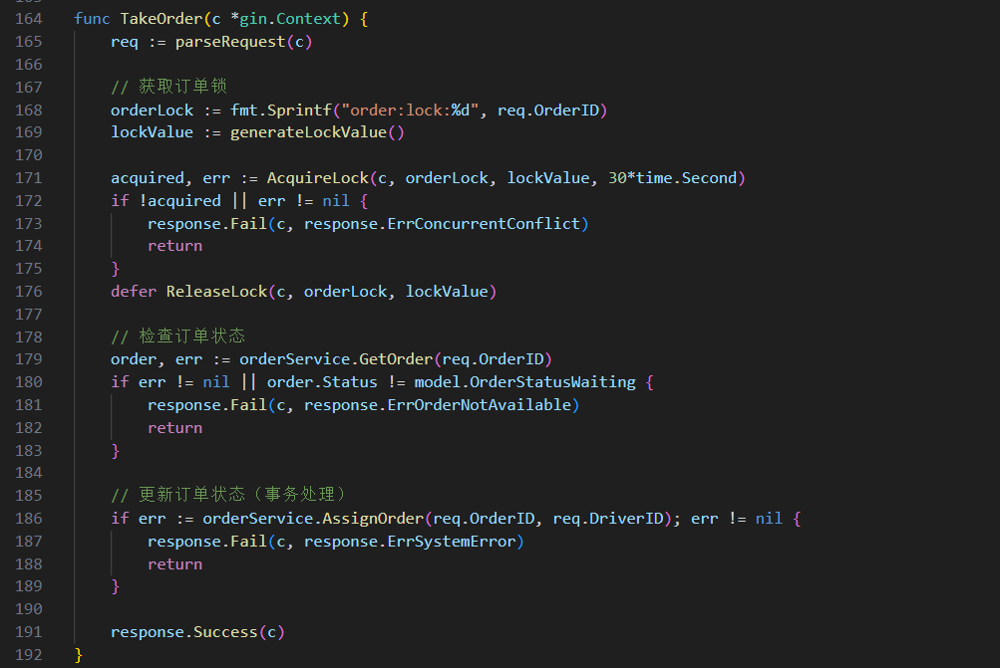 164 func TakeOrder(c *gin.Context) {
165     req := parseRequest(c)
166
167     // 获取订单锁
168     orderLock := fmt.Sprintf("order:lock:%d", req.OrderID)
169     lockValue := generateLockValue()
170
171     acquired, err := AcquireLock(c, orderLock, lockValue, 30*time.Second)
172     if !acquired || err != nil {
173         response.Fail(c, response.ErrConcurrentConflict)
174         return
175     }
176     defer ReleaseLock(c, orderLock, lockValue)
177
178     // 检查订单状态
179     order, err := orderService.GetOrder(req.OrderID)
180     if err != nil || order.Status != model.OrderStatusWaiting {
181         response.Fail(c, response.ErrOrderNotAvailable)
182         return
183     }
184
185     // 更新订单状态（事务处理）
186     if err := orderService.AssignOrder(req.OrderID, req.DriverID); err != nil {
187         response.Fail(c, response.ErrSystemError)
188         return
189     }
190
191     response.Success(c)
192 }